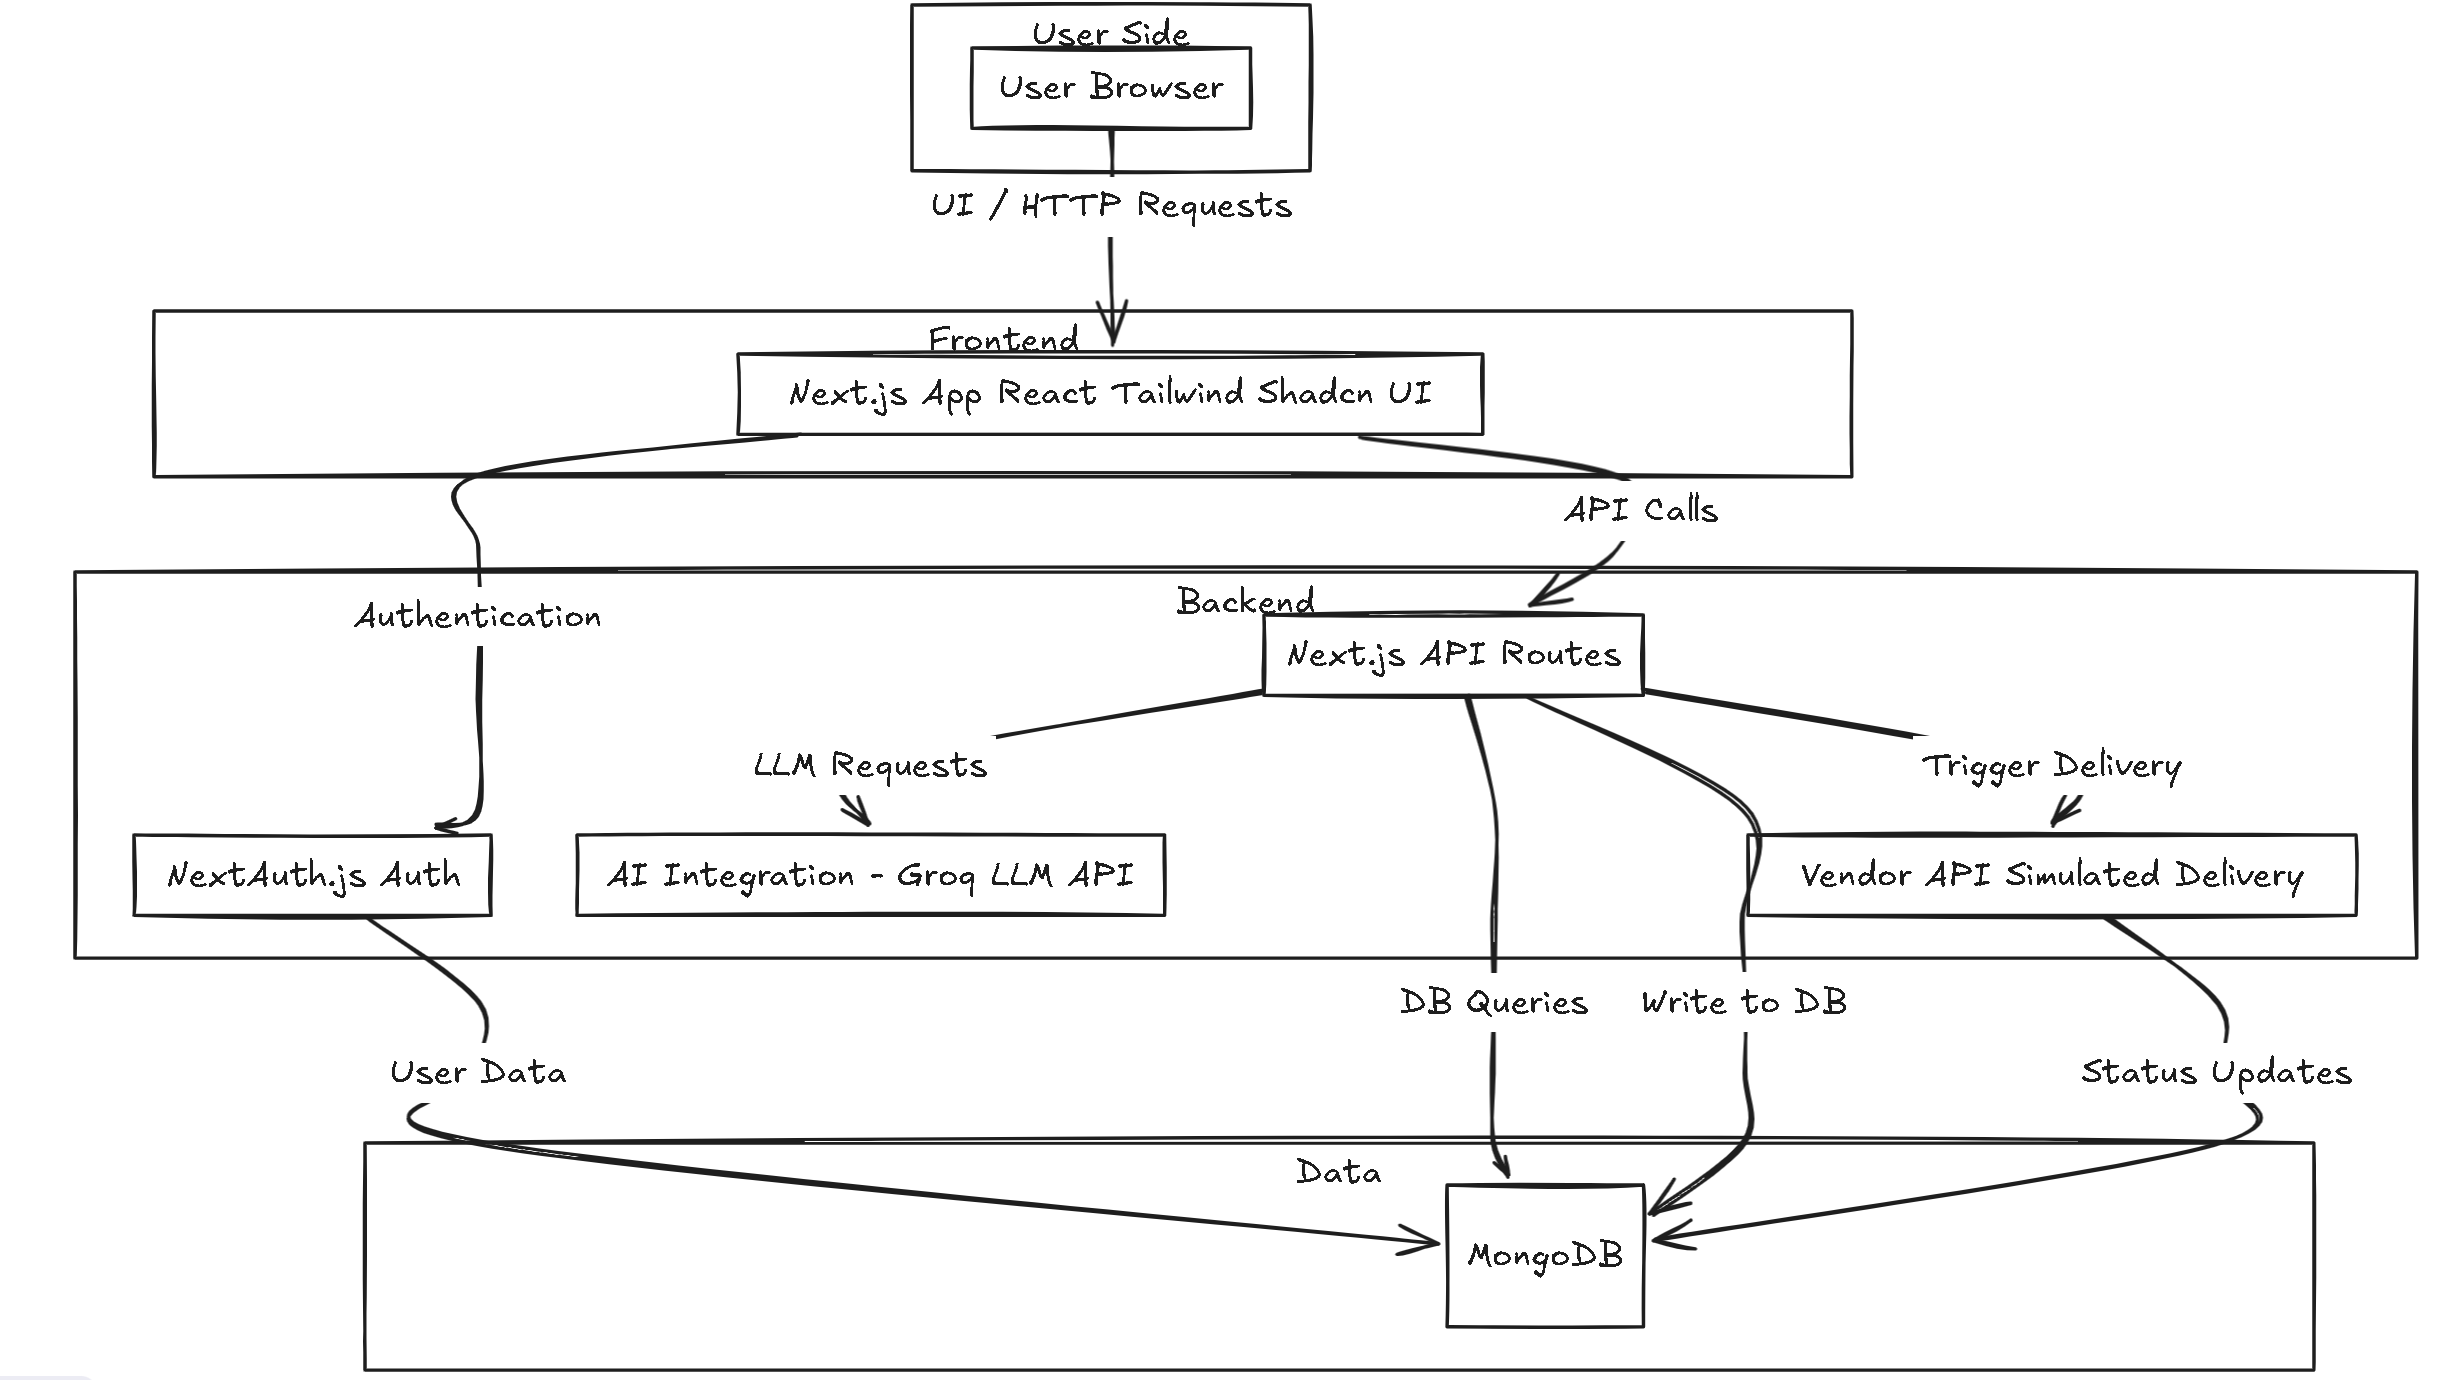 User Side
User Browser
UI / HTTP Requests
Frontend
Next.js App React Tailwind Shadcn UI
API Calls
Backend
Authentication
Next.js API Routes
LLM Requests
Trigger Delivery
NextAuth.js Auth
AI Integration - Groq LLM API
Vendor API Simulated Delivery
DB Queries
Write to DB
User Data
Status Updates
Data
MongoDB